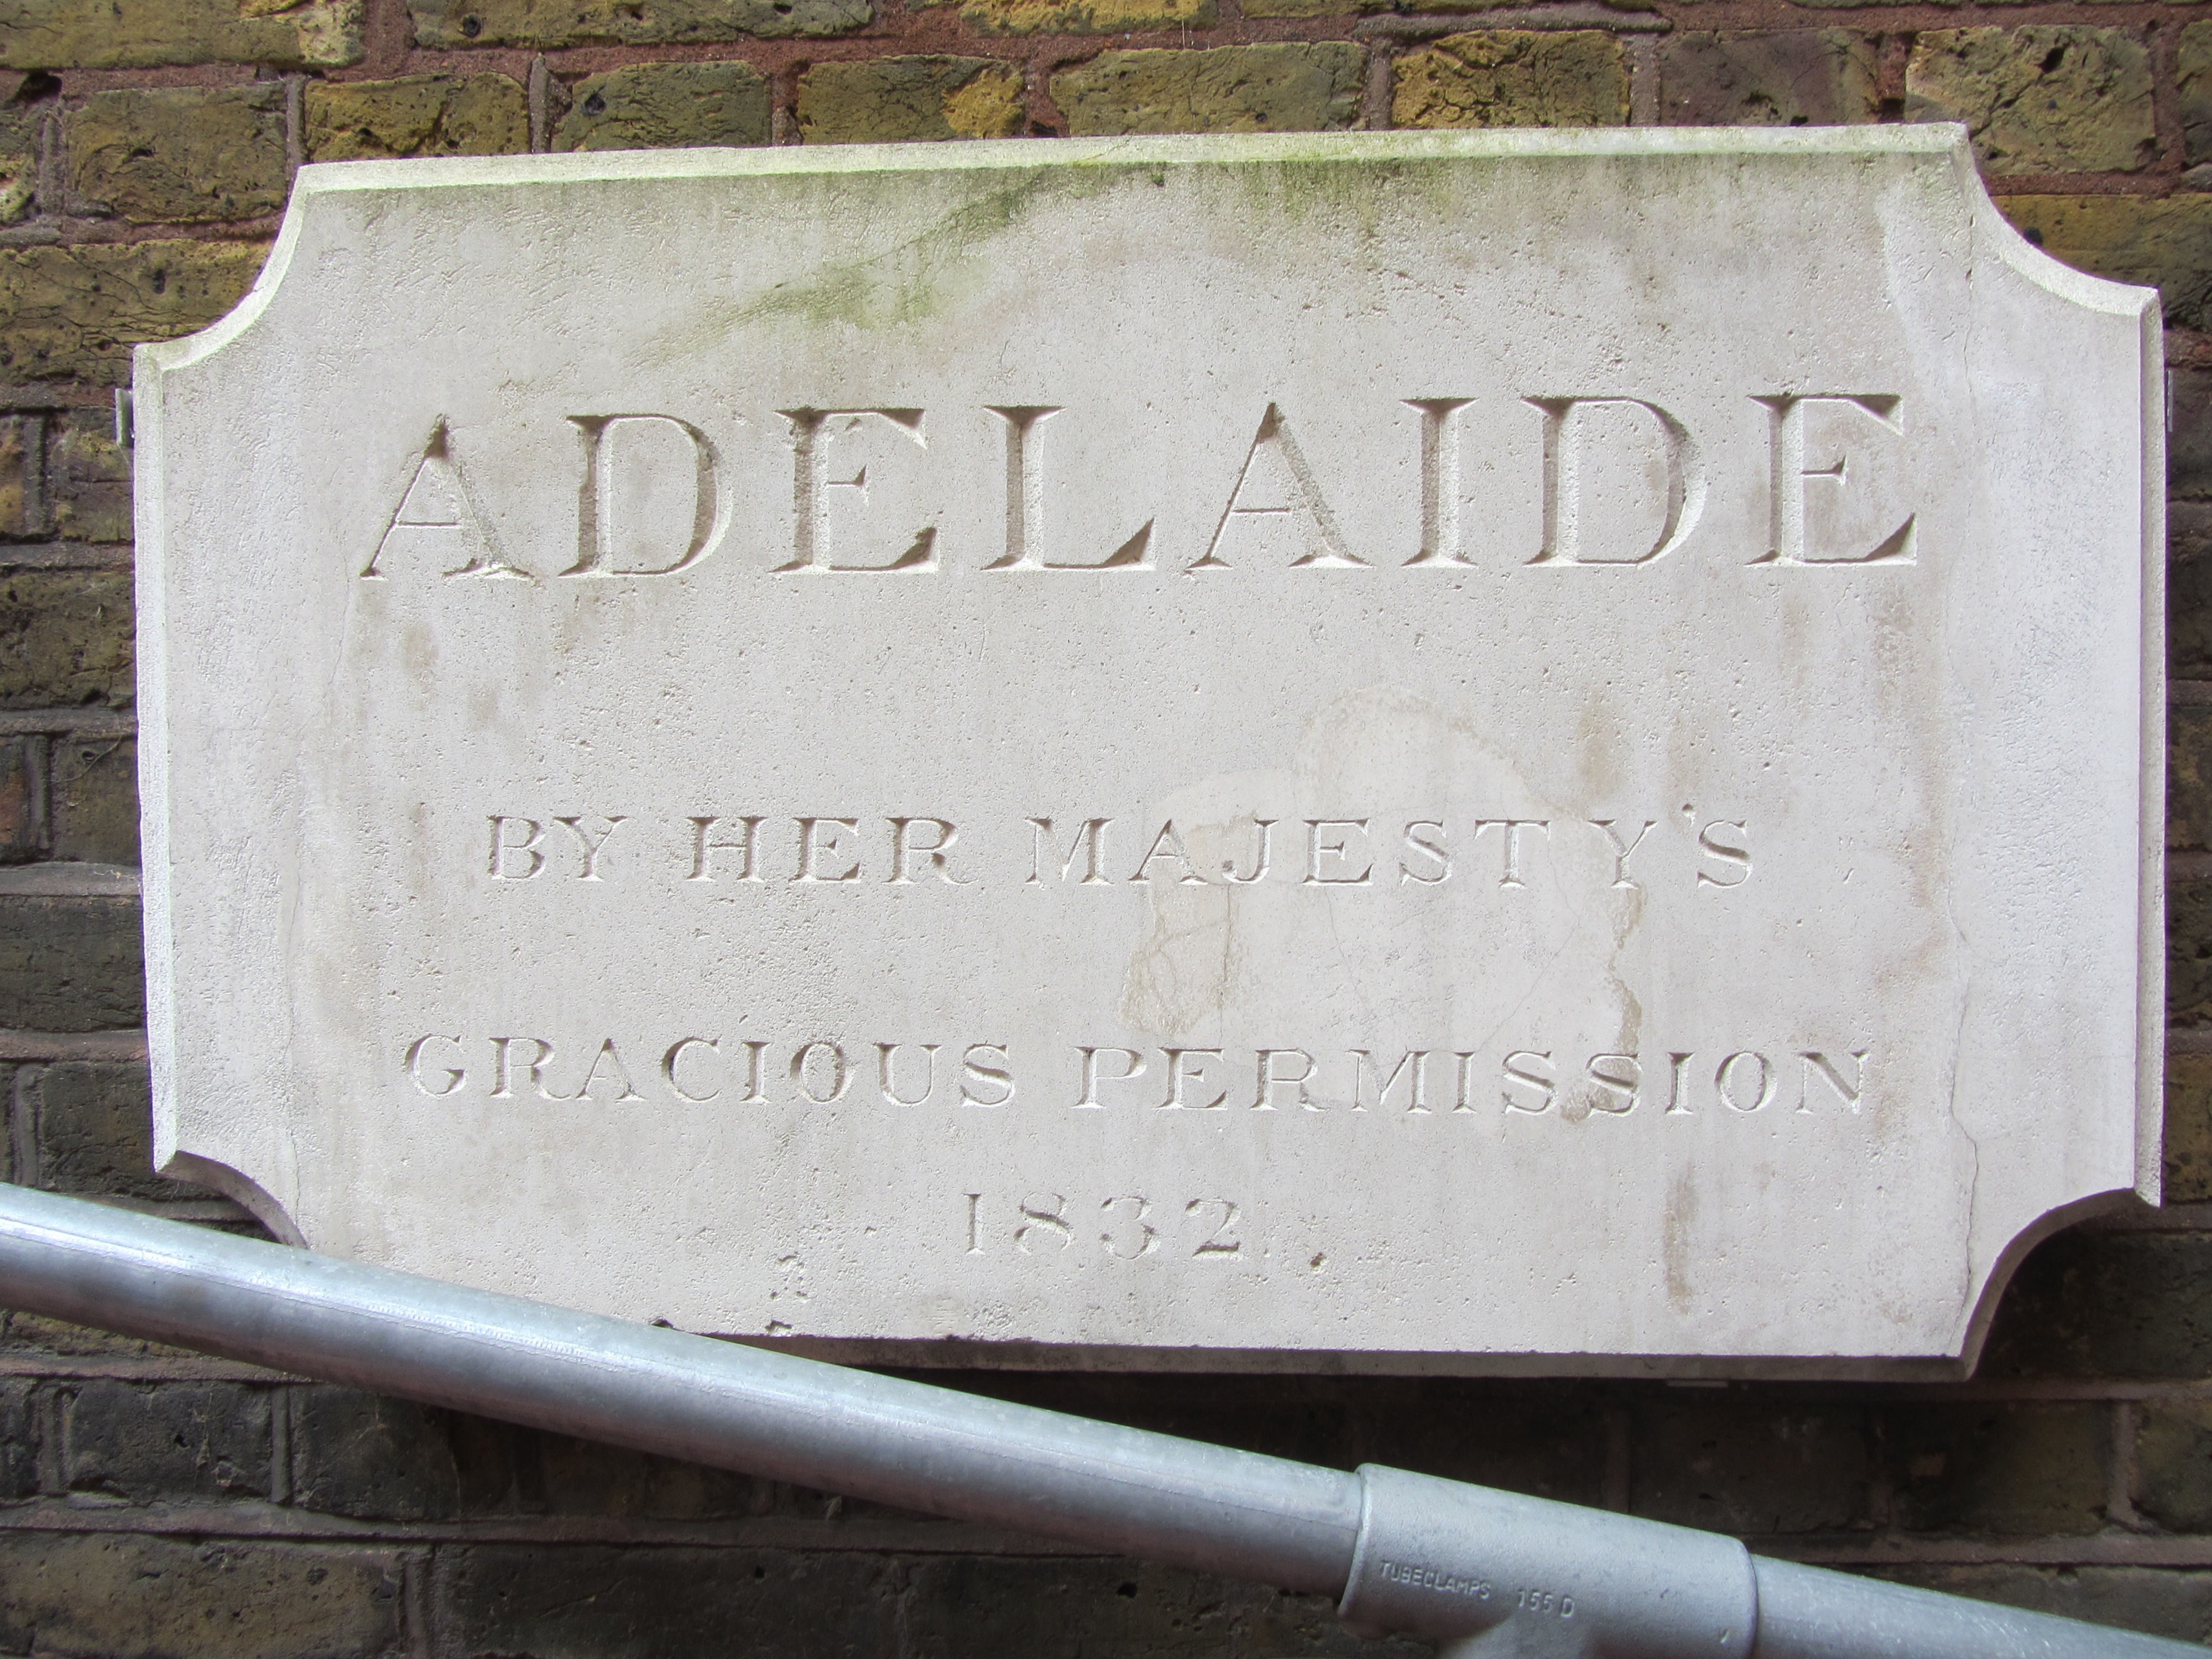 ADELAIDE
BY HER MAJESTY'S
GRACIOUS PERMISSION
1832.
TUBECLAMPS 155 D